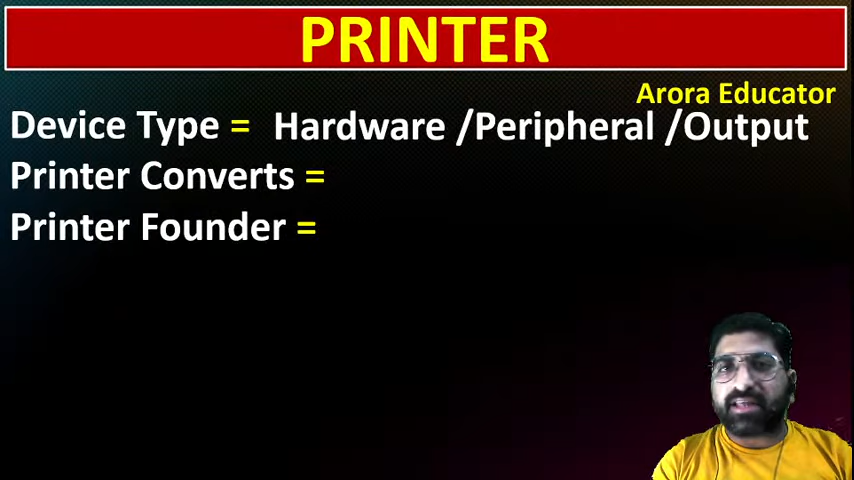 PRINTER
Arora Educator
Device Type = Hardware /Peripheral /Output
Printer Converts =
Printer Founder =